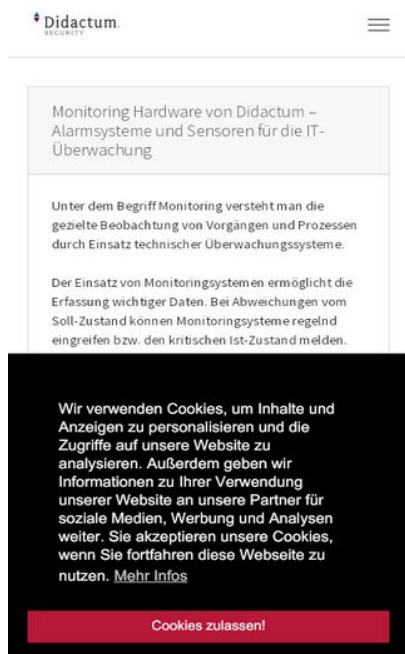 Didactum.
SECURITY
Monitoring Hardware von Didactum –
Alarmsysteme und Sensoren für die IT-
Überwachung
Unter dem Begriff Monitoring versteht man die
gezielte Beobachtung von Vorgängen und Prozessen
durch Einsatz technischer Überwachungssysteme.
Der Einsatz von Monitoringsystemen ermöglicht die
Erfassung wichtiger Daten. Bei Abweichungen vom
Soll-Zustand können Monitoringsysteme regelnd
eingreifen bzw. den kritischen Ist-Zustand melden.
Wir verwenden Cookies, um Inhalte und
Anzeigen zu personalisieren und die
Zugriffe auf unsere Website zu
analysieren. Außerdem geben wir
Informationen zu Ihrer Verwendung
unserer Website an unsere Partner für
soziale Medien, Werbung und Analysen
weiter. Sie akzeptieren unsere Cookies,
wenn Sie fortfahren diese Webseite zu
nutzen. Mehr Infos
Cookies zulassen!